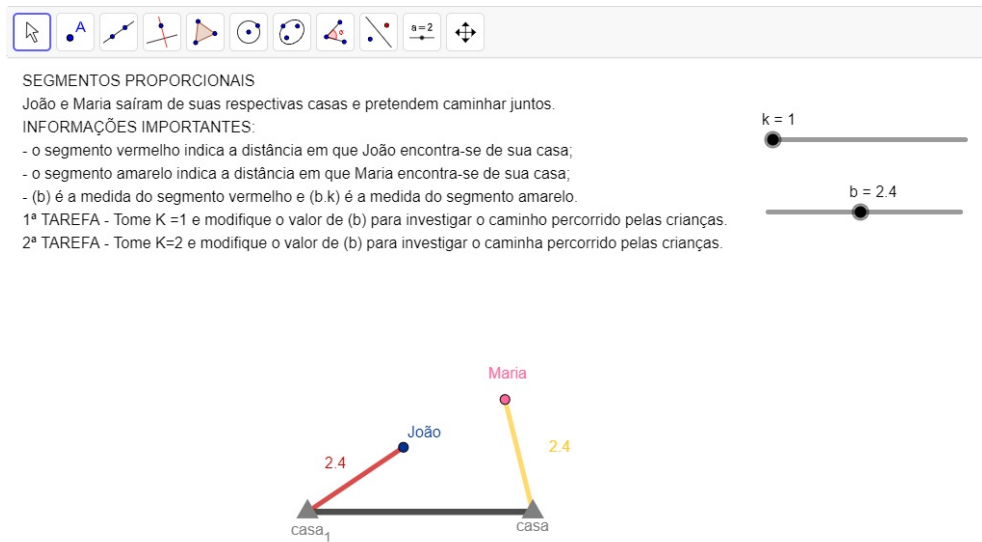 A
a=2
SEGMENTOS PROPORCIONAIS
João e Maria saíram de suas respectivas casas e pretendem caminhar juntos.
INFORMAÇÕES IMPORTANTES:
- o segmento vermelho indica a distância em que João encontra-se de sua casa;
- o segmento amarelo indica a distância em que Maria encontra-se de sua casa;
- (b) é a medida do segmento vermelho e (b.k) é a medida do segmento amarelo.
1ª TAREFA - Tome K =1 e modifique o valor de (b) para investigar o caminho percorrido pelas crianças.
2ª TAREFA - Tome K=2 e modifique o valor de (b) para investigar o caminha percorrido pelas crianças.
k = 1
b = 2.4
Maria
João
2.4
2.4
casa₁
casa